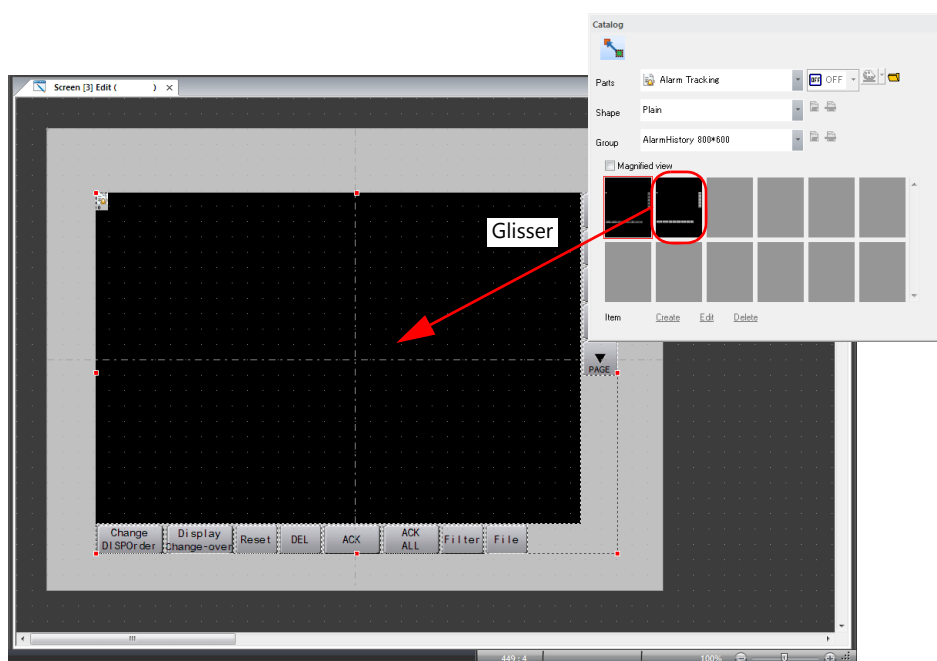 Catalog
Parts
Alarm Tracking
OFF OFF
Shape
Plain
Group
AlarmHistory 800*600
Magnified view
Item Create Edit Delete
Screen [3] Edit ( ) ×
Glisser
▼
PAGE
Change
DISPOrder
Display
Change-over
Reset
DEL
ACK
ACK
ALL
Filter
File
449 : 4
100%